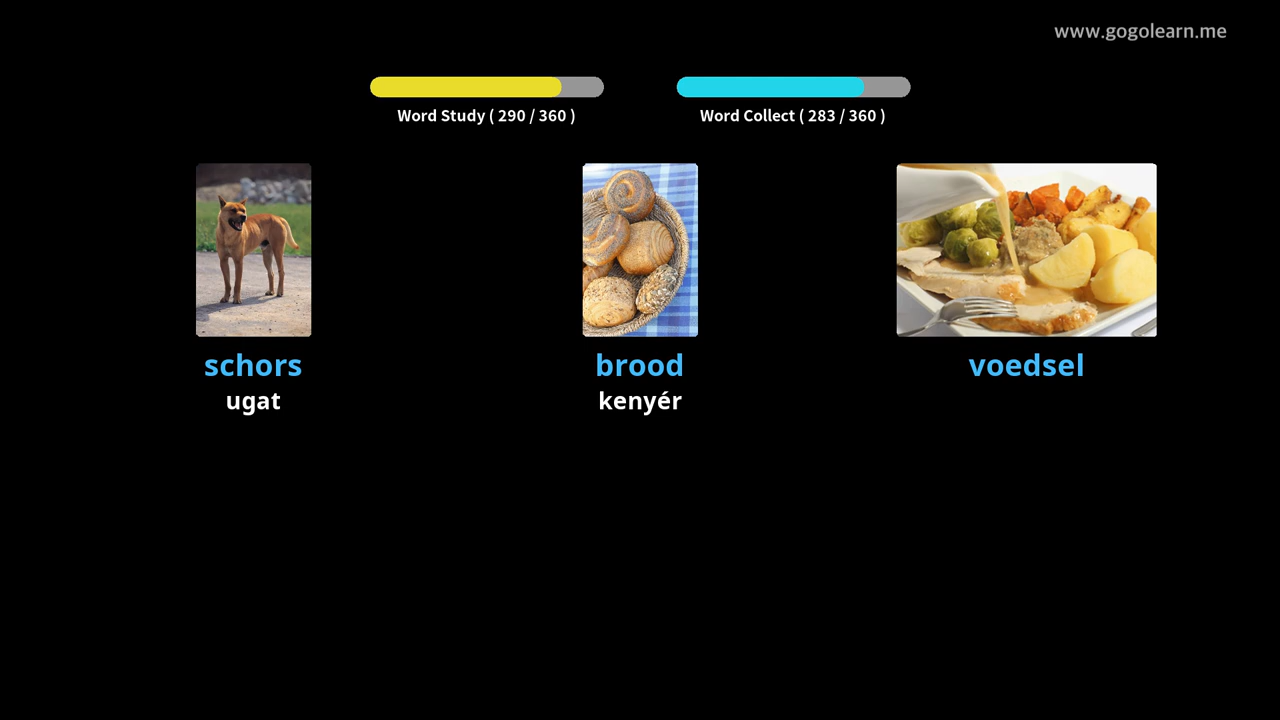 www.gogolearn.me
Word Study ( 290 / 360 )
Word Collect ( 283 / 360 )
schors
ugat
brood
kenyér
voedsel